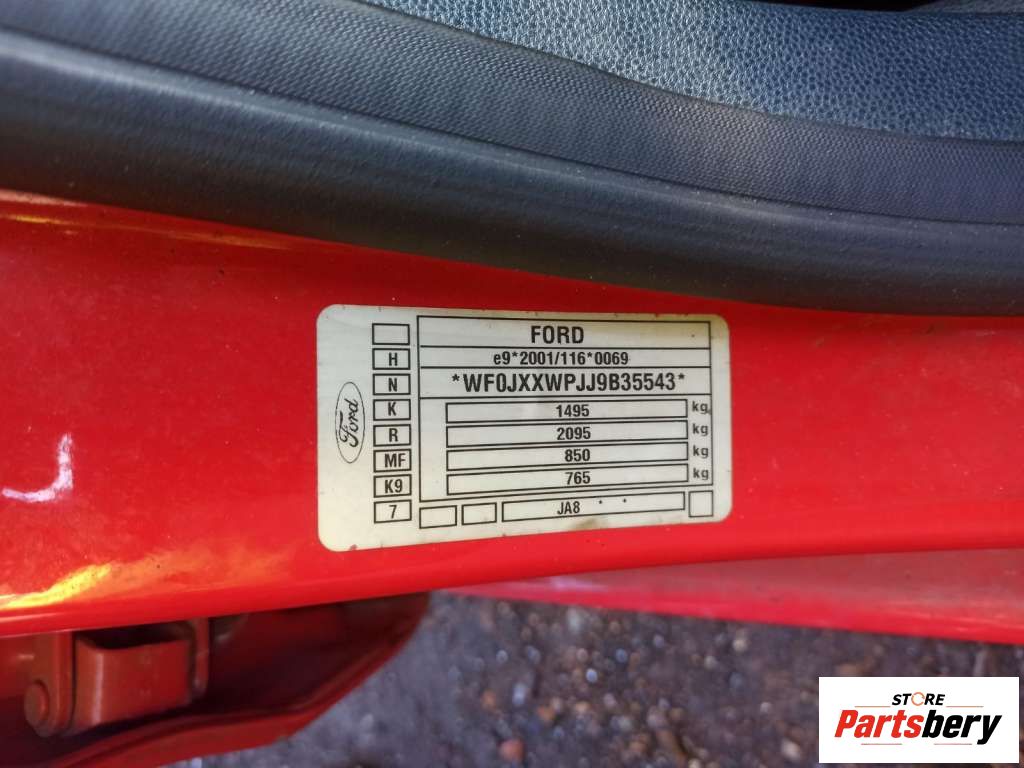 FORD
H e9*2001/116*0069
N *WF0JXXWPJJ9B35543*
K 1495 kg
R 2095 kg
MF 850 kg
K9 765 kg
7 JA8
Ford
STORE
Partsbery